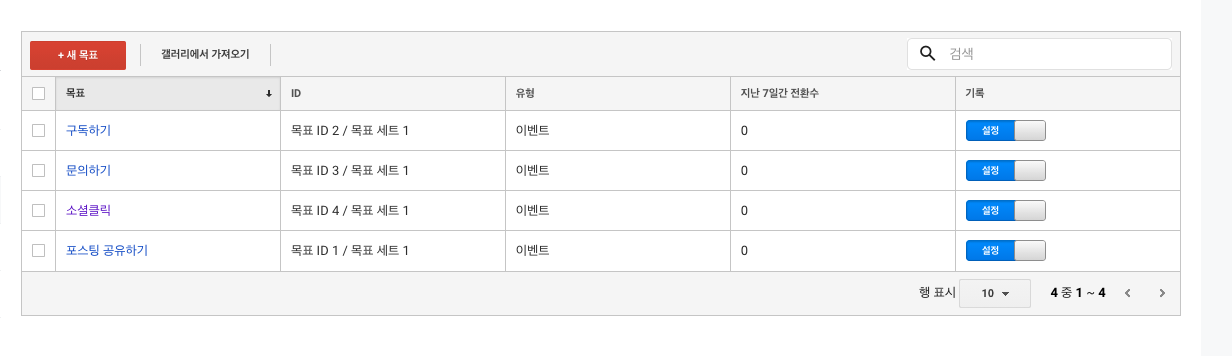 + 새 목표 갤러리에서 가져오기 검색
목표 ID 유형 지난 7일간 전환수 기록
구독하기 목표 ID 2 / 목표 세트 1 이벤트 0 설정
문의하기 목표 ID 3 / 목표 세트 1 이벤트 0 설정
소셜클릭 목표 ID 4 / 목표 세트 1 이벤트 0 설정
포스팅 공유하기 목표 ID 1 / 목표 세트 1 이벤트 0 설정
행 표시 10 4 중 1 ~ 4